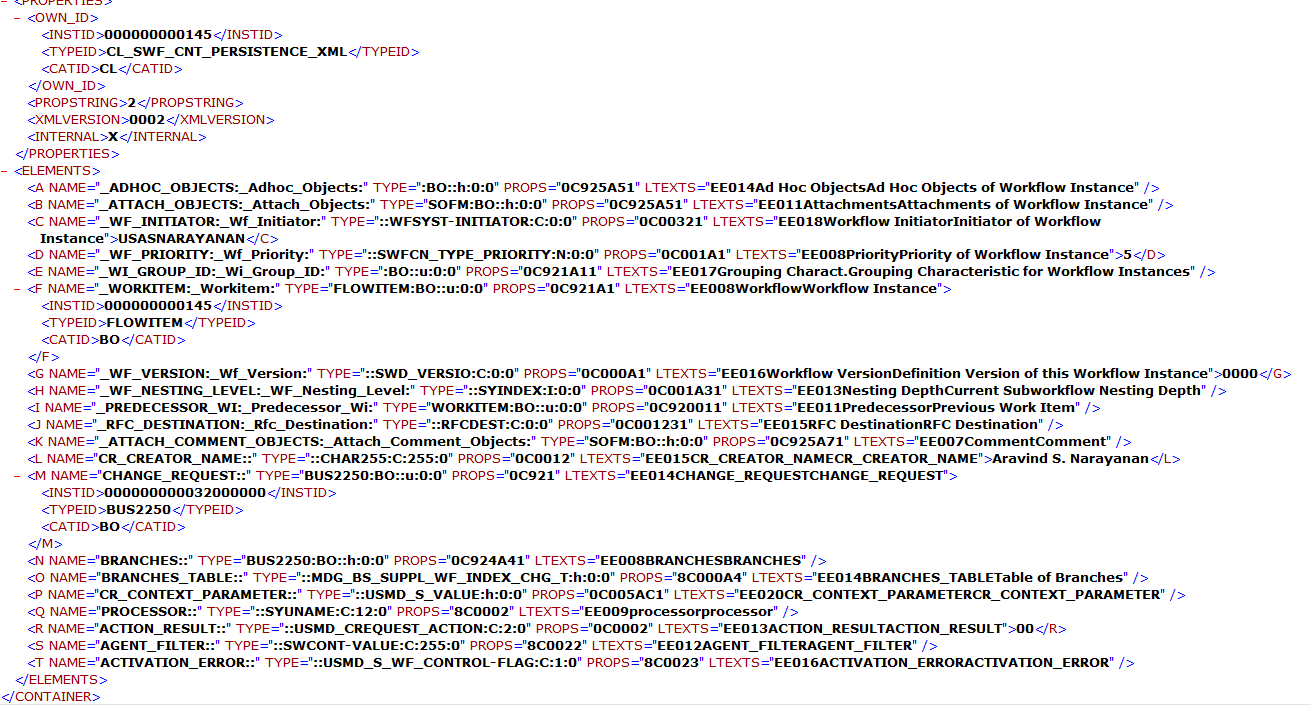 - <PROPERTIES>
- <OWN_ID>
<INSTID>000000000145</INSTID>
<TYPEID>CL_SWF_CNT_PERSISTENCE_XML</TYPEID>
<CATID>CL</CATID>
</OWN_ID>
<PROPSTRING>2</PROPSTRING>
<XMLVERSION>0002</XMLVERSION>
<INTERNAL>X</INTERNAL>
</PROPERTIES>
- <ELEMENTS>
<A NAME="_ADHOC_OBJECTS:_Adhoc_Objects:" TYPE=":BO::h:0:0" PROPS="0C925A51" LTEXTS="EE014Ad Hoc ObjectsAd Hoc Objects of Workflow Instance" />
<B NAME="_ATTACH_OBJECTS:_Attach_Objects:" TYPE="SOFM:BO::h:0:0" PROPS="0C925A51" LTEXTS="EE011AttachmentsAttachments of Workflow Instance" />
<C NAME="_WF_INITIATOR:_Wf_Initiator:" TYPE="::WFSYST-INITIATOR:C:0:0" PROPS="0C00321" LTEXTS="EE018Workflow InitiatorInitiator of Workflow
Instance">USASNARAYANAN</C>
<D NAME="_WF_PRIORITY:_Wf_Priority:" TYPE="::SWFCN_TYPE_PRIORITY:N:0:0" PROPS="0C001A1" LTEXTS="EE008PriorityPriority of Workflow Instance">5</D>
<E NAME="_WI_GROUP_ID:_Wi_Group_ID:" TYPE=":BO::u:0:0" PROPS="0C921A11" LTEXTS="EE017Grouping Charact.Grouping Characteristic for Workflow Instances" />
- <F NAME="_WORKITEM:_Workitem:" TYPE="FLOWITEM:BO::u:0:0" PROPS="0C921A1" LTEXTS="EE008WorkflowWorkflow Instance">
<INSTID>000000000145</INSTID>
<TYPEID>FLOWITEM</TYPEID>
<CATID>BO</CATID>
</F>
<G NAME="_WF_VERSION:_Wf_Version:" TYPE="::SWD_VERSIO:C:0:0" PROPS="0C000A1" LTEXTS="EE016Workflow VersionDefinition Version of this Workflow Instance">0000</G>
<H NAME="_WF_NESTING_LEVEL:_WF_Nesting_Level:" TYPE="::SYINDEX:I:0:0" PROPS="0C001A31" LTEXTS="EE013Nesting DepthCurrent Subworkflow Nesting Depth" />
<I NAME="_PREDECESSOR_WI:_Predecessor_Wi:" TYPE="WORKITEM:BO::u:0:0" PROPS="0C920011" LTEXTS="EE011PredecessorPrevious Work Item" />
<J NAME="_RFC_DESTINATION:_Rfc_Destination:" TYPE="::RFCDEST:C:0:0" PROPS="0C001231" LTEXTS="EE015RFC DestinationRFC Destination" />
<K NAME="_ATTACH_COMMENT_OBJECTS:_Attach_Comment_Objects:" TYPE="SOFM:BO::h:0:0" PROPS="0C925A71" LTEXTS="EE007CommentComment" />
<L NAME="CR_CREATOR_NAME::" TYPE="::CHAR255:C:255:0" PROPS="0C0012" LTEXTS="EE015CR_CREATOR_NAMECR_CREATOR_NAME">Aravind S. Narayanan</L>
- <M NAME="CHANGE_REQUEST::" TYPE="BUS2250:BO::u:0:0" PROPS="0C921" LTEXTS="EE014CHANGE_REQUESTCHANGE_REQUEST">
<INSTID>000000000032000000</INSTID>
<TYPEID>BUS2250</TYPEID>
<CATID>BO</CATID>
</M>
<N NAME="BRANCHES::" TYPE="BUS2250:BO::h:0:0" PROPS="0C924A41" LTEXTS="EE008BRANCHESBRANCHES" />
<O NAME="BRANCHES_TABLE::" TYPE="::MDG_BS_SUPPL_WF_INDEX_CHG_T:h:0:0" PROPS="8C000A4" LTEXTS="EE014BRANCHES_TABLETable of Branches" />
<P NAME="CR_CONTEXT_PARAMETER::" TYPE="::USMD_S_VALUE:h:0:0" PROPS="0C005AC1" LTEXTS="EE020CR_CONTEXT_PARAMETERCR_CONTEXT_PARAMETER" />
<Q NAME="PROCESSOR::" TYPE="::SYUNAME:C:12:0" PROPS="8C0002" LTEXTS="EE009processorprocessor" />
<R NAME="ACTION_RESULT::" TYPE="::USMD_CREQUEST_ACTION:C:2:0" PROPS="0C0002" LTEXTS="EE013ACTION_RESULTACTION_RESULT">00</R>
<S NAME="AGENT_FILTER::" TYPE="::SWCONT-VALUE:C:255:0" PROPS="8C0022" LTEXTS="EE012AGENT_FILTERAGENT_FILTER" />
<T NAME="ACTIVATION_ERROR::" TYPE="::USMD_S_WF_CONTROL-FLAG:C:1:0" PROPS="8C0023" LTEXTS="EE016ACTIVATION_ERRORACTIVATION_ERROR" />
</ELEMENTS>
</CONTAINER>